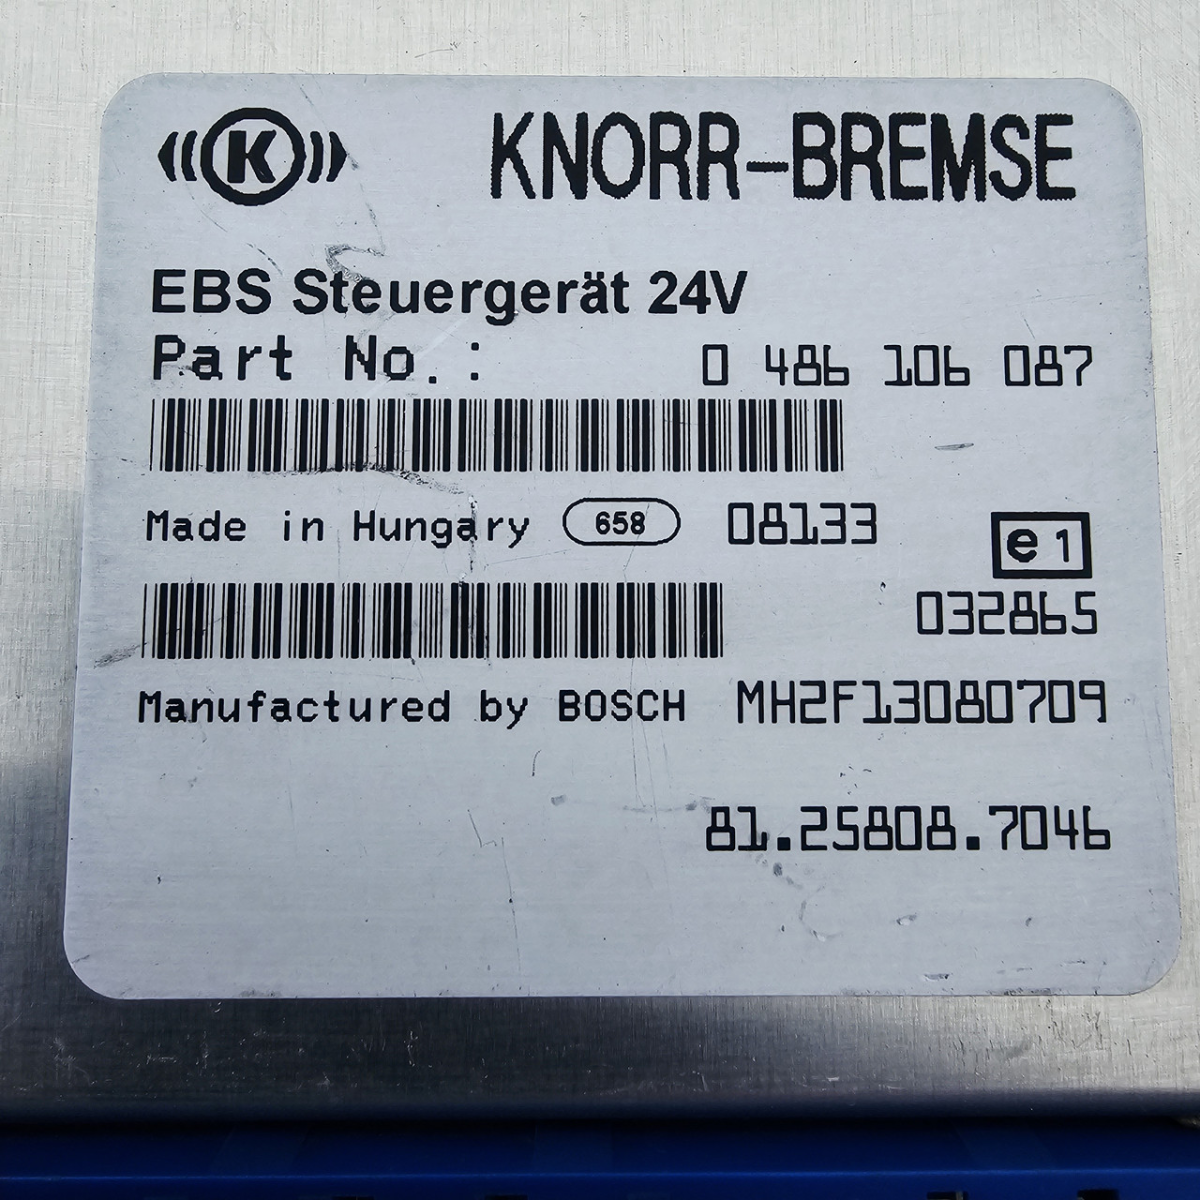 K KNORR-BREMSE
EBS Steuergerät 24V
Part No.: 0 486 106 087
Made in Hungary 658 08133
e1
032865
Manufactured by BOSCH MH2F13080709
81.25808.7046